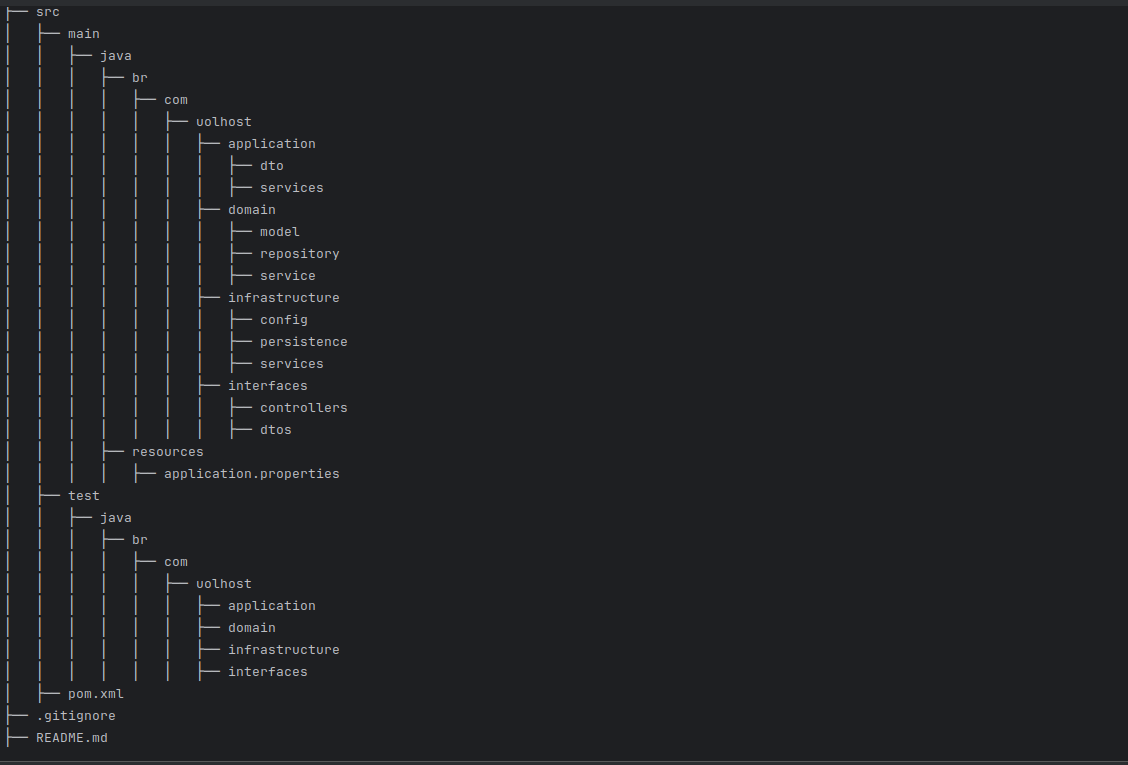 ├── src
│   ├── main
│   │   ├── java
│   │   │   ├── br
│   │   │   │   ├── com
│   │   │   │   │   ├── uolhost
│   │   │   │   │   │   ├── application
│   │   │   │   │   │   │   ├── dto
│   │   │   │   │   │   │   ├── services
│   │   │   │   │   │   ├── domain
│   │   │   │   │   │   │   ├── model
│   │   │   │   │   │   │   ├── repository
│   │   │   │   │   │   │   ├── service
│   │   │   │   │   │   ├── infrastructure
│   │   │   │   │   │   │   ├── config
│   │   │   │   │   │   │   ├── persistence
│   │   │   │   │   │   │   ├── services
│   │   │   │   │   │   ├── interfaces
│   │   │   │   │   │   │   ├── controllers
│   │   │   │   │   │   │   ├── dtos
│   │   │   ├── resources
│   │   │   │   ├── application.properties
│   ├── test
│   │   ├── java
│   │   │   ├── br
│   │   │   │   ├── com
│   │   │   │   │   ├── uolhost
│   │   │   │   │   │   ├── application
│   │   │   │   │   │   ├── domain
│   │   │   │   │   │   ├── infrastructure
│   │   │   │   │   │   ├── interfaces
│   ├── pom.xml
├── .gitignore
├── README.md